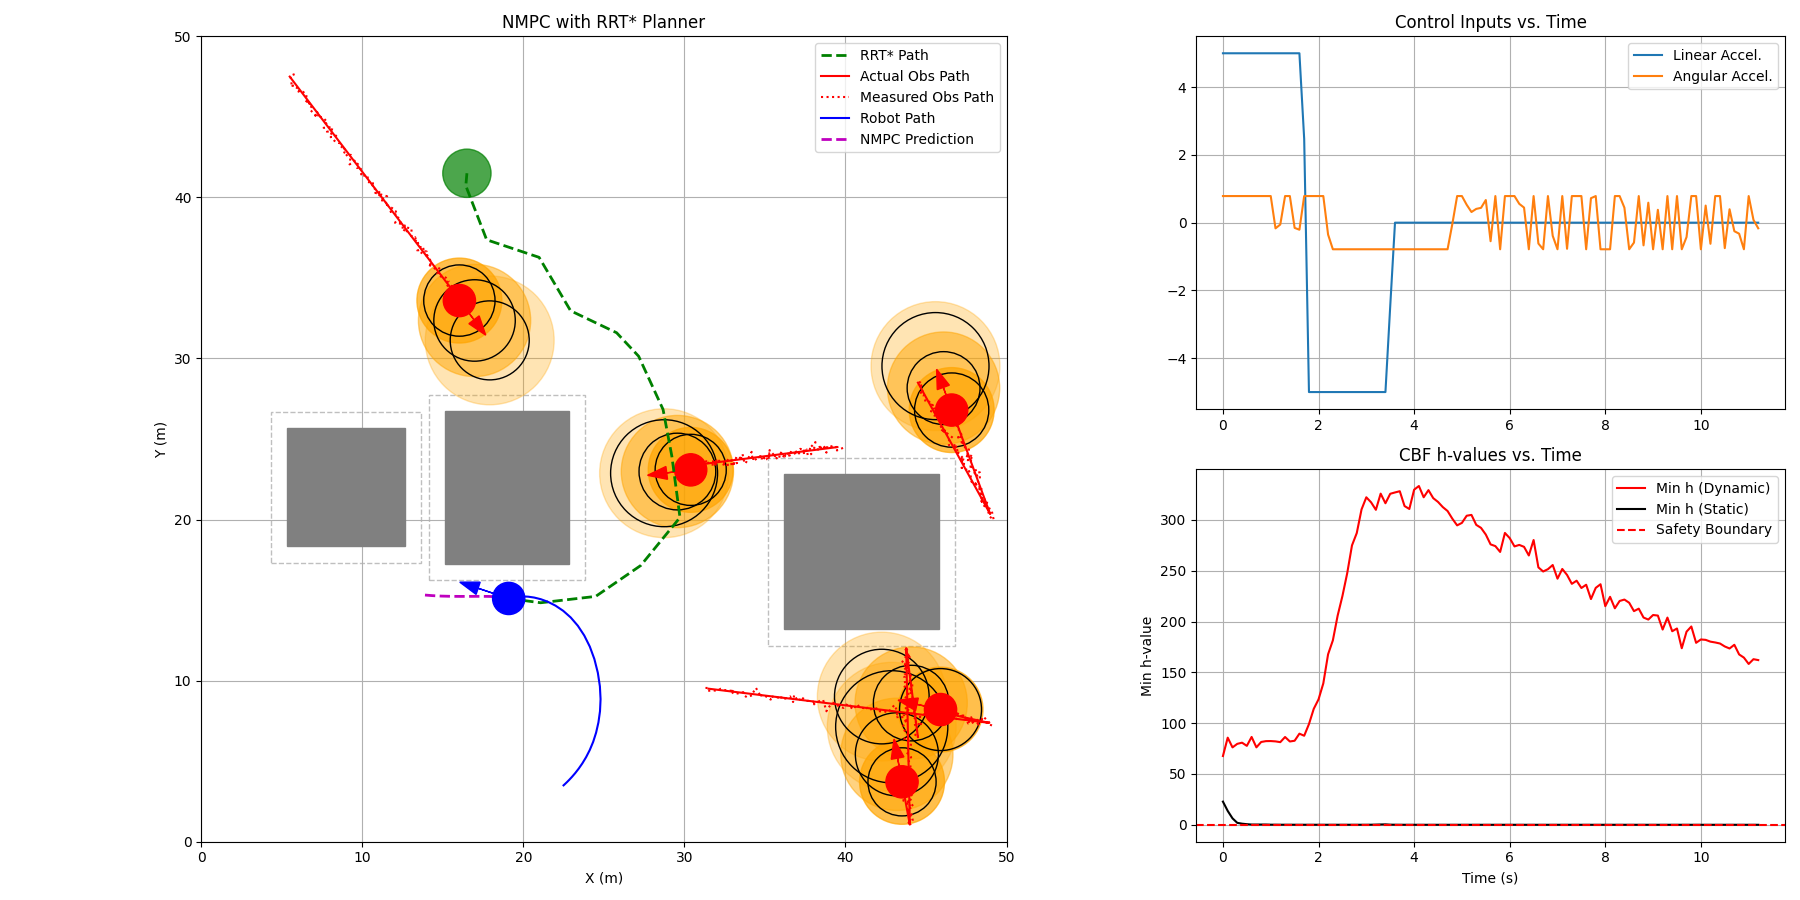 NMPC with RRT* Planner
50
40
30
20
10
0
Y (m)
0 10 20 30 40 50
X (m)
RRT* Path
Actual Obs Path
Measured Obs Path
Robot Path
NMPC Prediction
Control Inputs vs. Time
4
2
0
−2
−4
0 2 4 6 8 10
Linear Accel.
Angular Accel.
CBF h-values vs. Time
300
250
200
150
100
50
0
Min h-value
0 2 4 6 8 10
Time (s)
Min h (Dynamic)
Min h (Static)
Safety Boundary